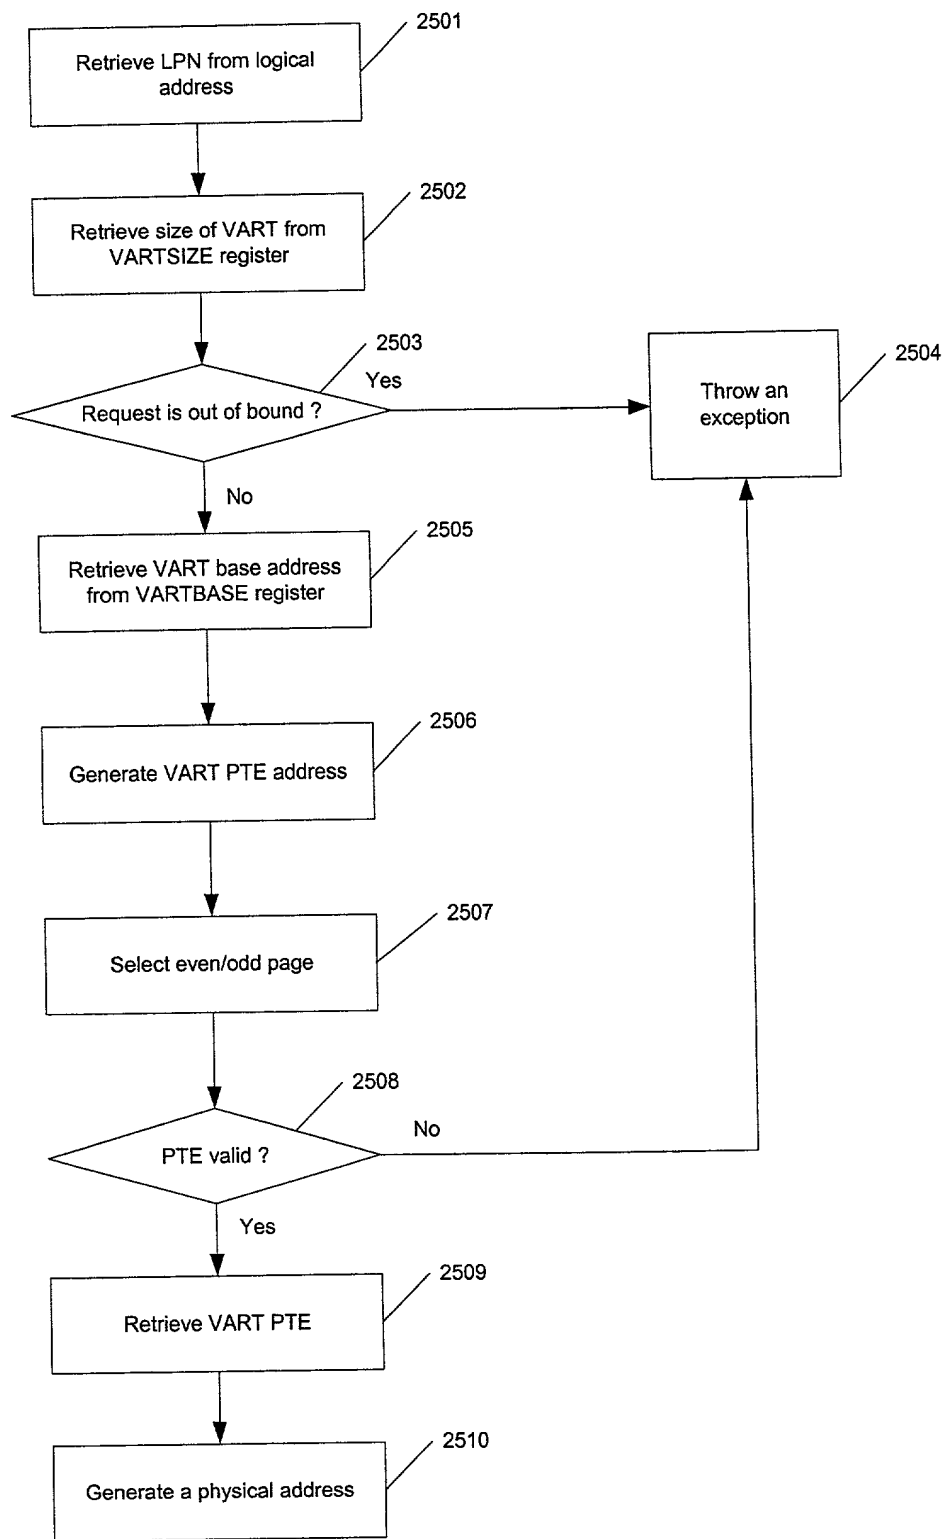 2501
Retrieve LPN from logical
address
2502
Retrieve size of VART from
VARTSIZE register
2503
Yes
Request is out of bound ?
2504
Throw an
exception
No
2505
Retrieve VART base address
from VARTBASE register
2506
Generate VART PTE address
2507
Select even/odd page
2508
No
PTE valid ?
Yes
2509
Retrieve VART PTE
2510
Generate a physical address